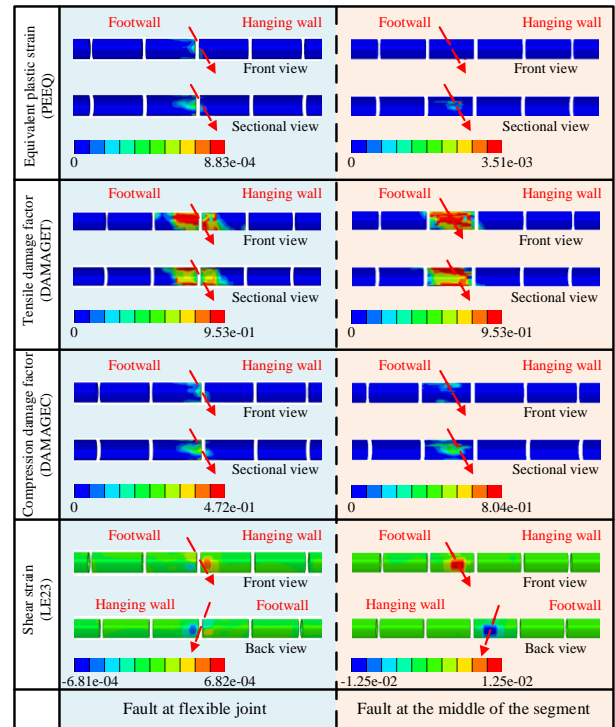 Equivalent plastic strain
(PEEQ)
Footwall Hanging wall
Front view
Sectional view
0 8.83e-04
Footwall Hanging wall
Front view
Sectional view
0 3.51e-03
Tensile damage factor
(DAMAGET)
Footwall Hanging wall
Front view
Sectional view
0 9.53e-01
Footwall Hanging wall
Front view
Sectional view
0 9.53e-01
Compression damage factor
(DAMAGEC)
Footwall Hanging wall
Front view
Sectional view
0 4.72e-01
Footwall Hanging wall
Front view
Sectional view
0 8.04e-01
Shear strain
(LE23)
Footwall Hanging wall
Front view
Hanging wall Footwall
Back view
-6.81e-04 6.82e-04
Footwall Hanging wall
Front view
Hanging wall Footwall
Back view
-1.25e-02 1.25e-02
Fault at flexible joint
Fault at the middle of the segment